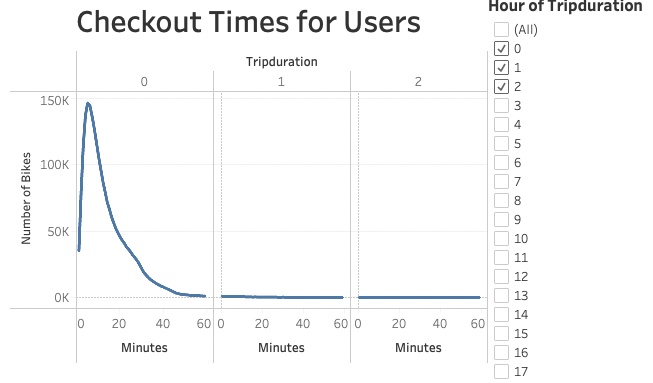 Checkout Times for Users
Tripduration
0 1 2
150K
100K
50K
0K
Number of Bikes
0 20 40 60 0 20 40 60 0 20 40 60
Minutes Minutes Minutes
Hour of Tripduration
(All)
0
1
2
3
4
5
6
7
8
9
10
11
12
13
14
15
16
17